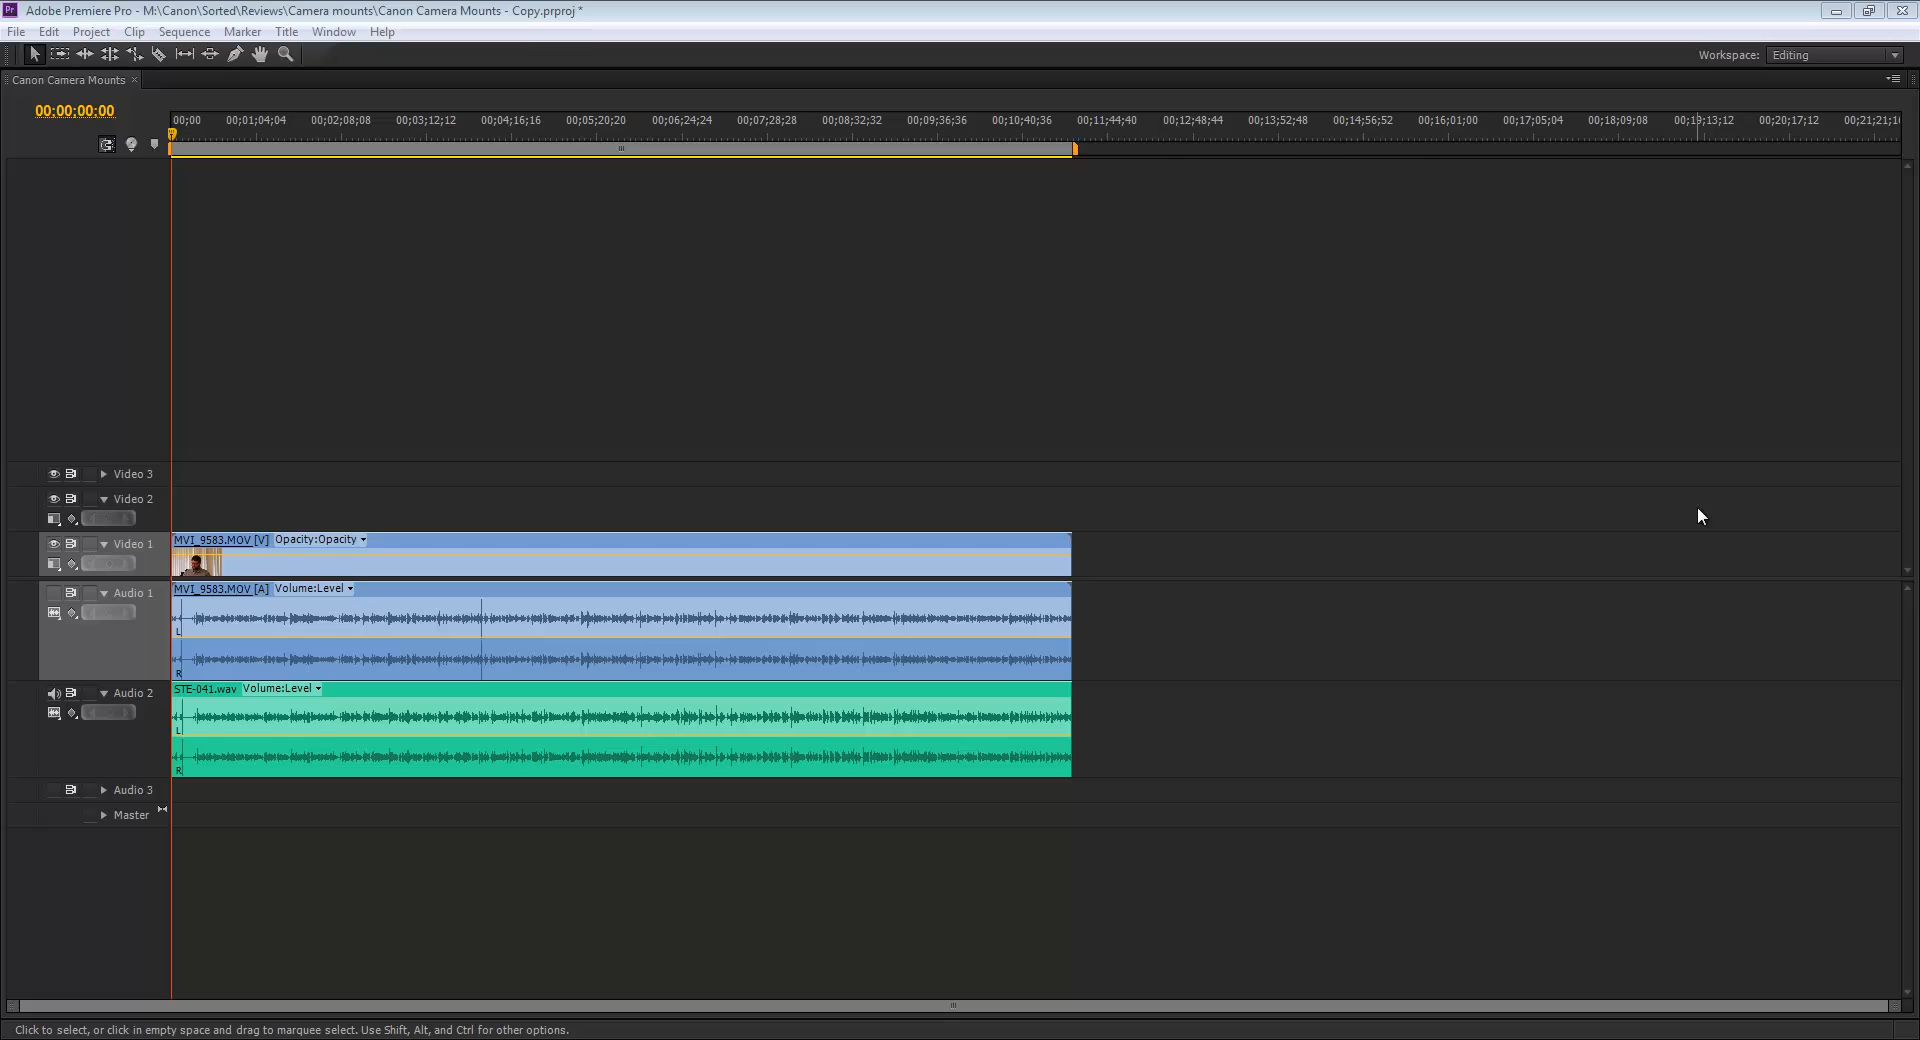 Pr Adobe Premiere Pro - M:\Canon\Sorted\Reviews\Camera mounts\Canon Camera Mounts - Copy.prproj *
File Edit Project Clip Sequence Marker Title Window Help
Workspace: Editing
Canon Camera Mounts
00;00;00;00
00;00 00;01;04;04 00;02;08;08 00;03;12;12 00;04;16;16 00;05;20;20 00;06;24;24 00;07;28;28 00;08;32;32 00;09;36;36 00;10;40;36 00;11;44;40 00;12;48;44 00;13;52;48 00;14;56;52 00;16;01;00 00;17;05;04 00;18;09;08 00;19;13;12 00;20;17;12 00;21;21;16
Video 3
Video 2
Video 1
MVI_9583.MOV [V] Opacity:Opacity
Audio 1
MVI_9583.MOV [A] Volume:Level
L
R
Audio 2
STE-041.wav Volume:Level
L
R
Audio 3
Master
Click to select, or click in empty space and drag to marquee select. Use Shift, Alt, and Ctrl for other options.